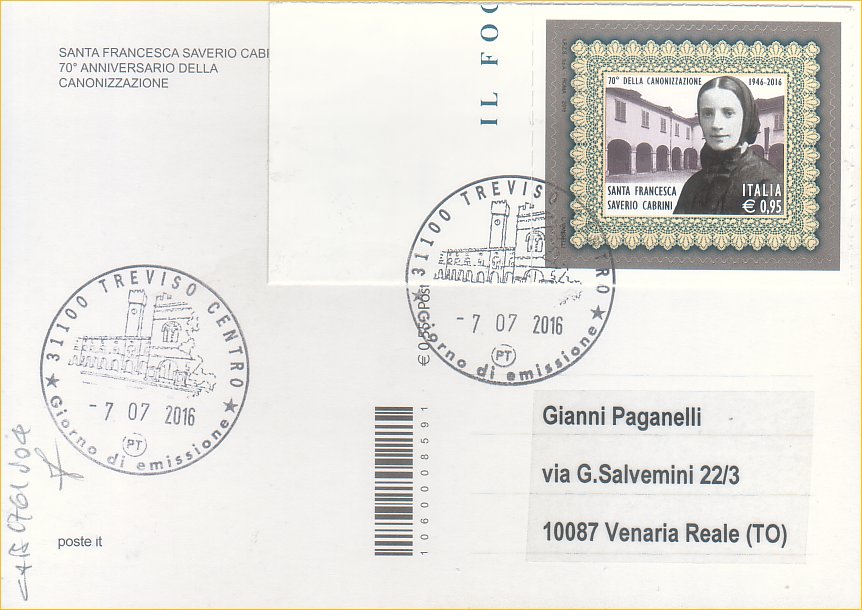 SANTA FRANCESCA SAVERIO CABR
70° ANNIVERSARIO DELLA
CANONIZZAZIONE
IL FO
70° DELLA CANONIZZAZIONE 1946-2016
SANTA FRANCESCA
SAVERIO CABRINI
ITALIA
€ 0,95
31100 TREVISO CENTRO
- 7 07 2016
PT
Giorno di emissione
31100 TREVISO CENTRO
- 7 07 2016
PT
Giorno di emissione
106000008591
Gianni Paganelli
via G.Salvemini 22/3
10087 Venaria Reale (TO)
poste.it